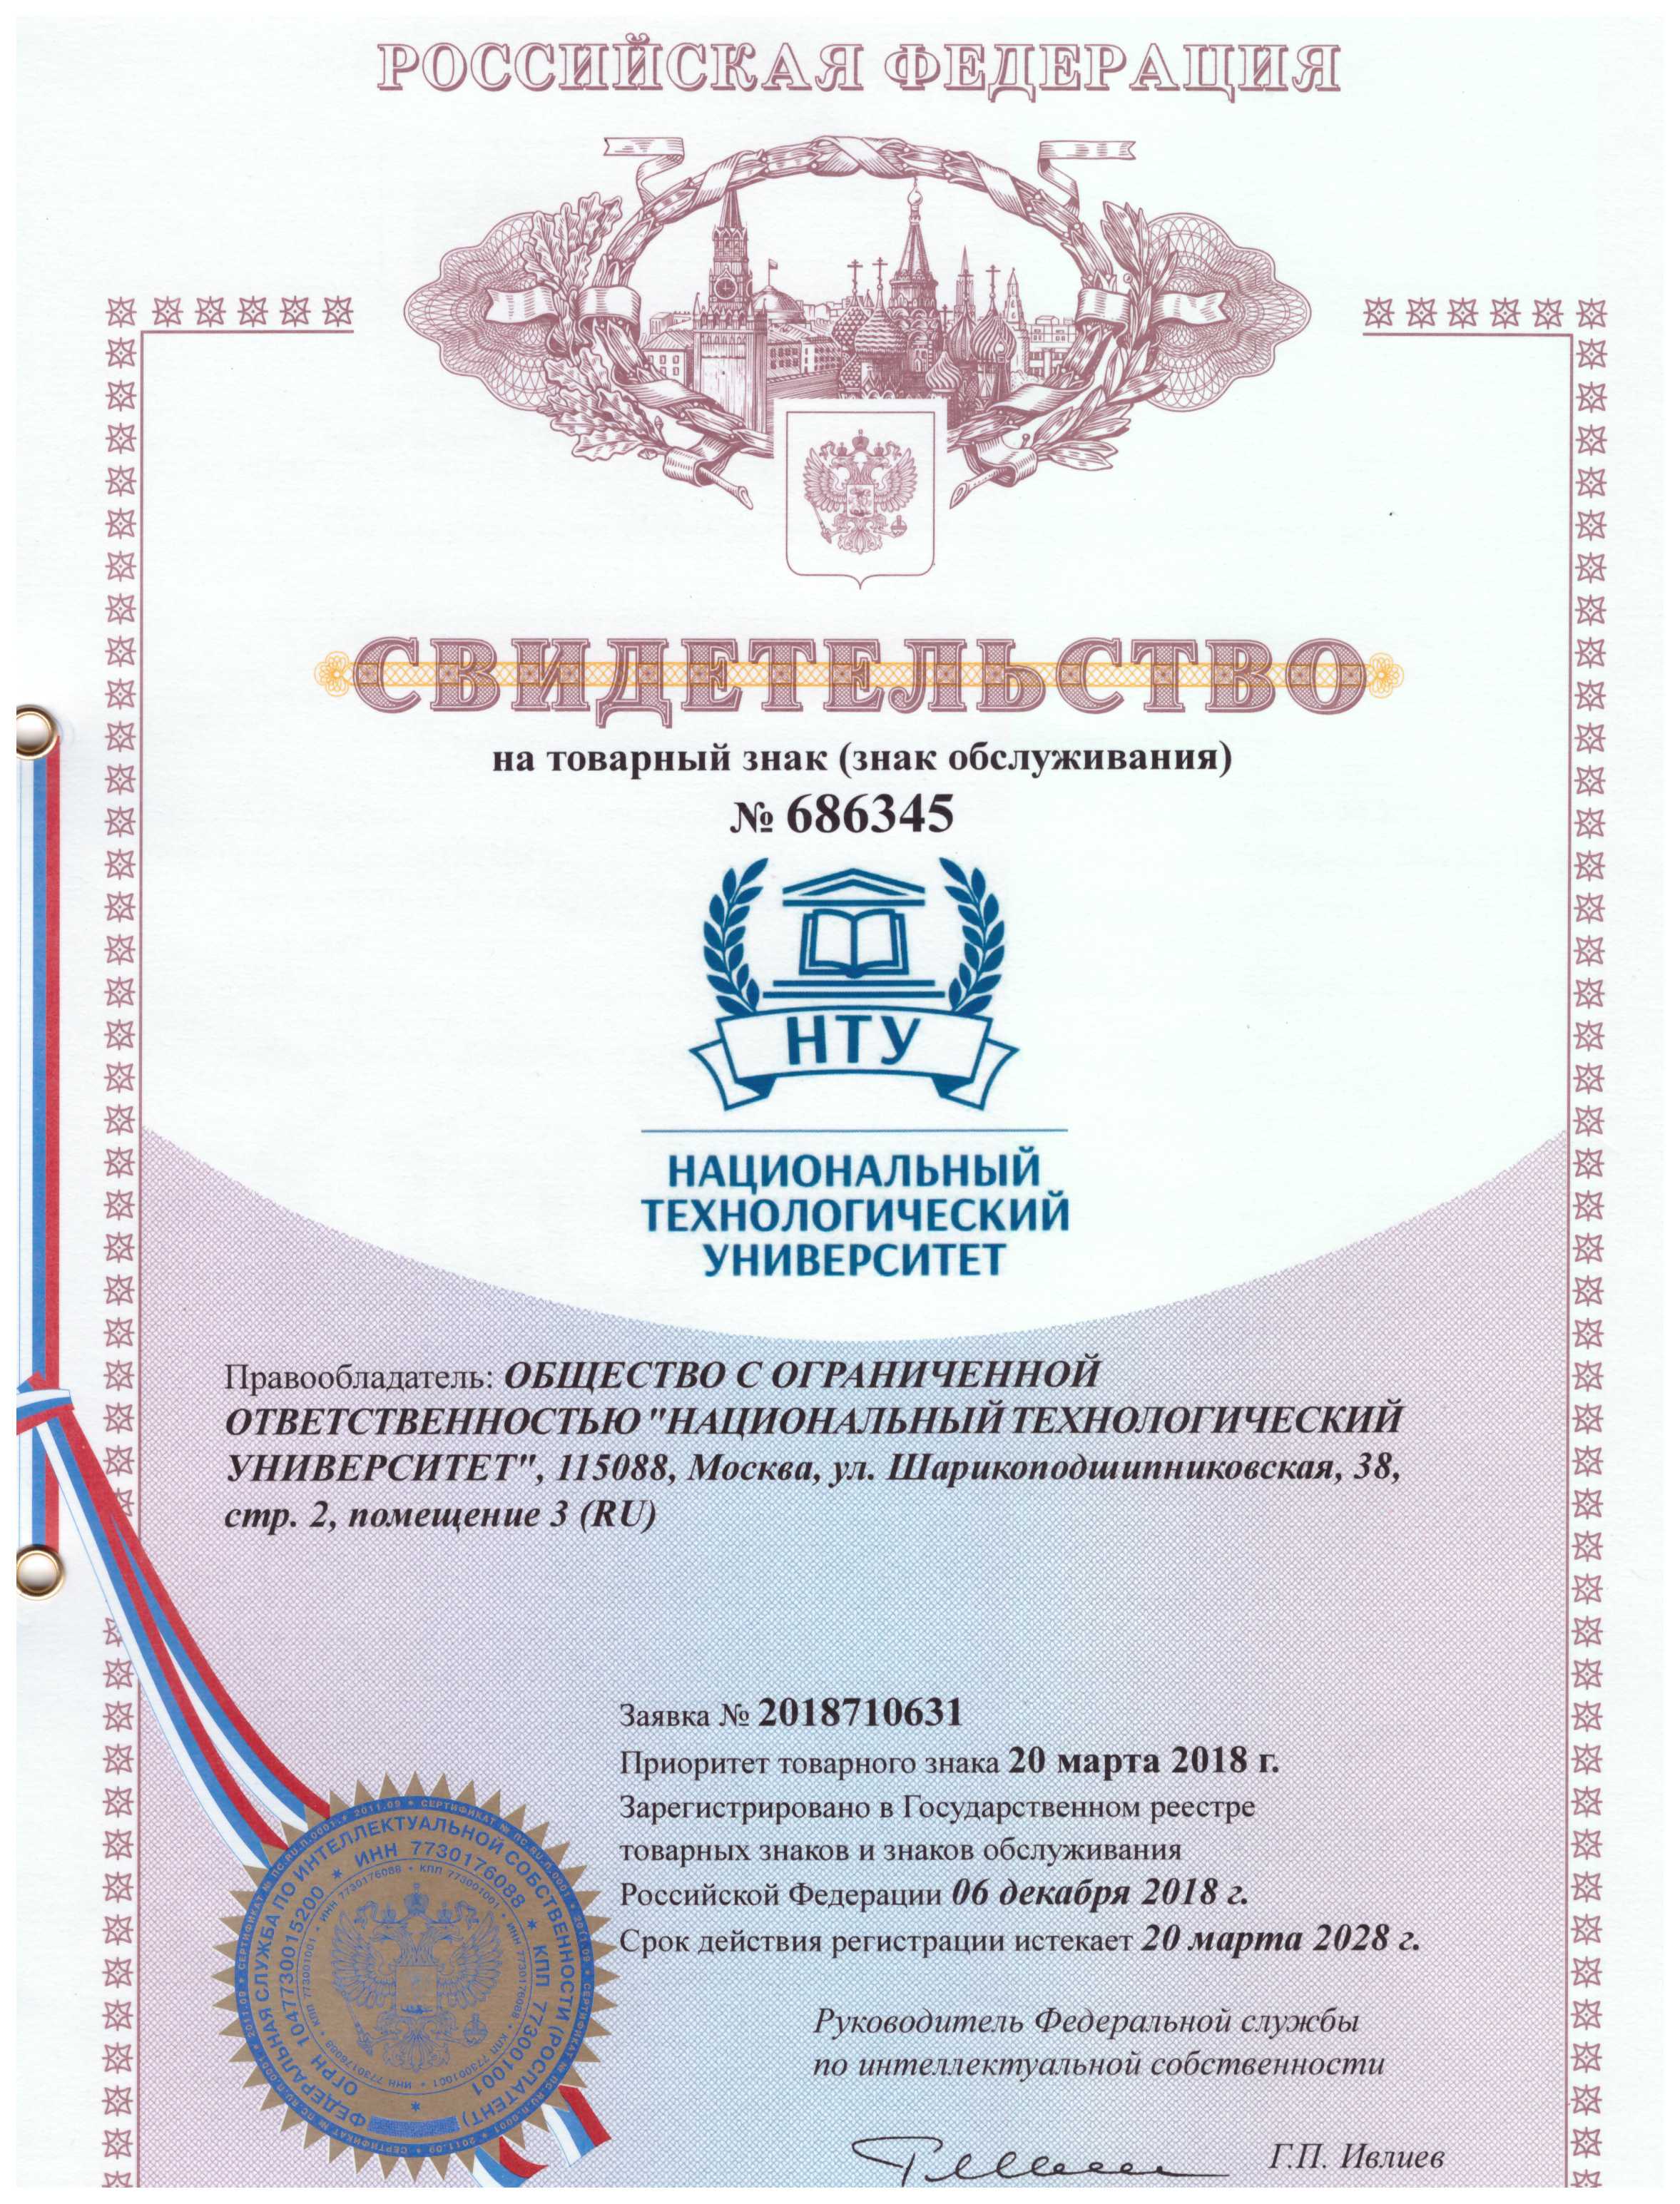 РОССИЙСКАЯ ФЕДЕРАЦИЯ
СВИДЕТЕЛЬСТВО
на товарный знак (знак обслуживания)
№ 686345
НТУ
НАЦИОНАЛЬНЫЙ
ТЕХНОЛОГИЧЕСКИЙ
УНИВЕРСИТЕТ
Правообладатель: ОБЩЕСТВО С ОГРАНИЧЕННОЙ
ОТВЕТСТВЕННОСТЬЮ "НАЦИОНАЛЬНЫЙ ТЕХНОЛОГИЧЕСКИЙ
УНИВЕРСИТЕТ", 115088, Москва, ул. Шарикоподшипниковская, 38,
стр. 2, помещение 3 (RU)
Заявка № 2018710631
Приоритет товарного знака 20 марта 2018 г.
Зарегистрировано в Государственном реестре
товарных знаков и знаков обслуживания
Российской Федерации 06 декабря 2018 г.
Срок действия регистрации истекает 20 марта 2028 г.
Руководитель Федеральной службы
по интеллектуальной собственности
Г.П. Ивлиев
ФЕДЕРАЛЬНАЯ СЛУЖБА ПО ИНТЕЛЛЕКТУАЛЬНОЙ СОБСТВЕННОСТИ (РОСПАТЕНТ)
ОГРН 1047730015200 * ИНН 7730176088 * КПП 773001001